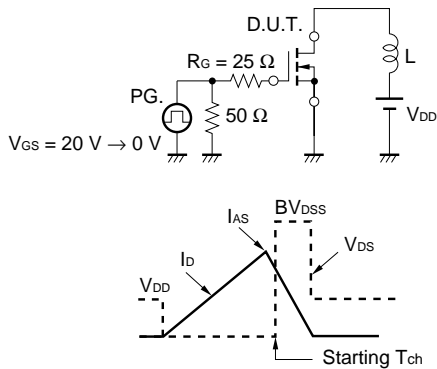 D.U.T.
RG = 25 Ω
L
PG.
50 Ω
VDD
VGS = 20 V → 0 V
BVDSS
IAS
ID
VDS
VDD
Starting Tch